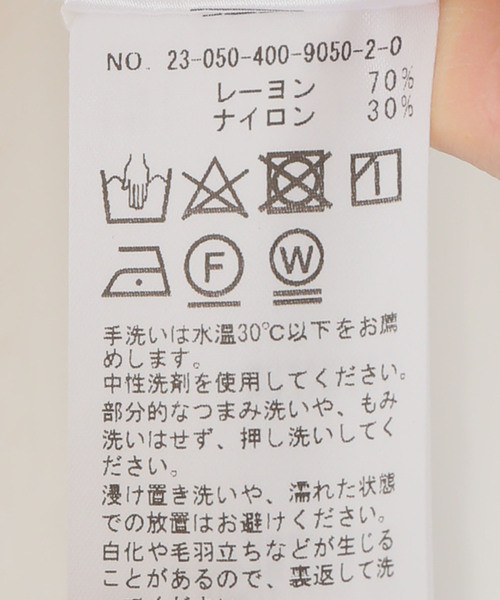 NO. 23-050-400-9050-2-0
レーヨン 70%
ナイロン 30%
F
W
手洗いは水温30℃以下をお薦
めします。
中性洗剤を使用してください。
部分的なつまみ洗いや、もみ
洗いはせず、押し洗いしてく
ださい。
浸け置き洗いや、濡れた状態
での放置はお避けください。
白化や毛羽立ちなどが生じる
ことがあるので、裏返して洗